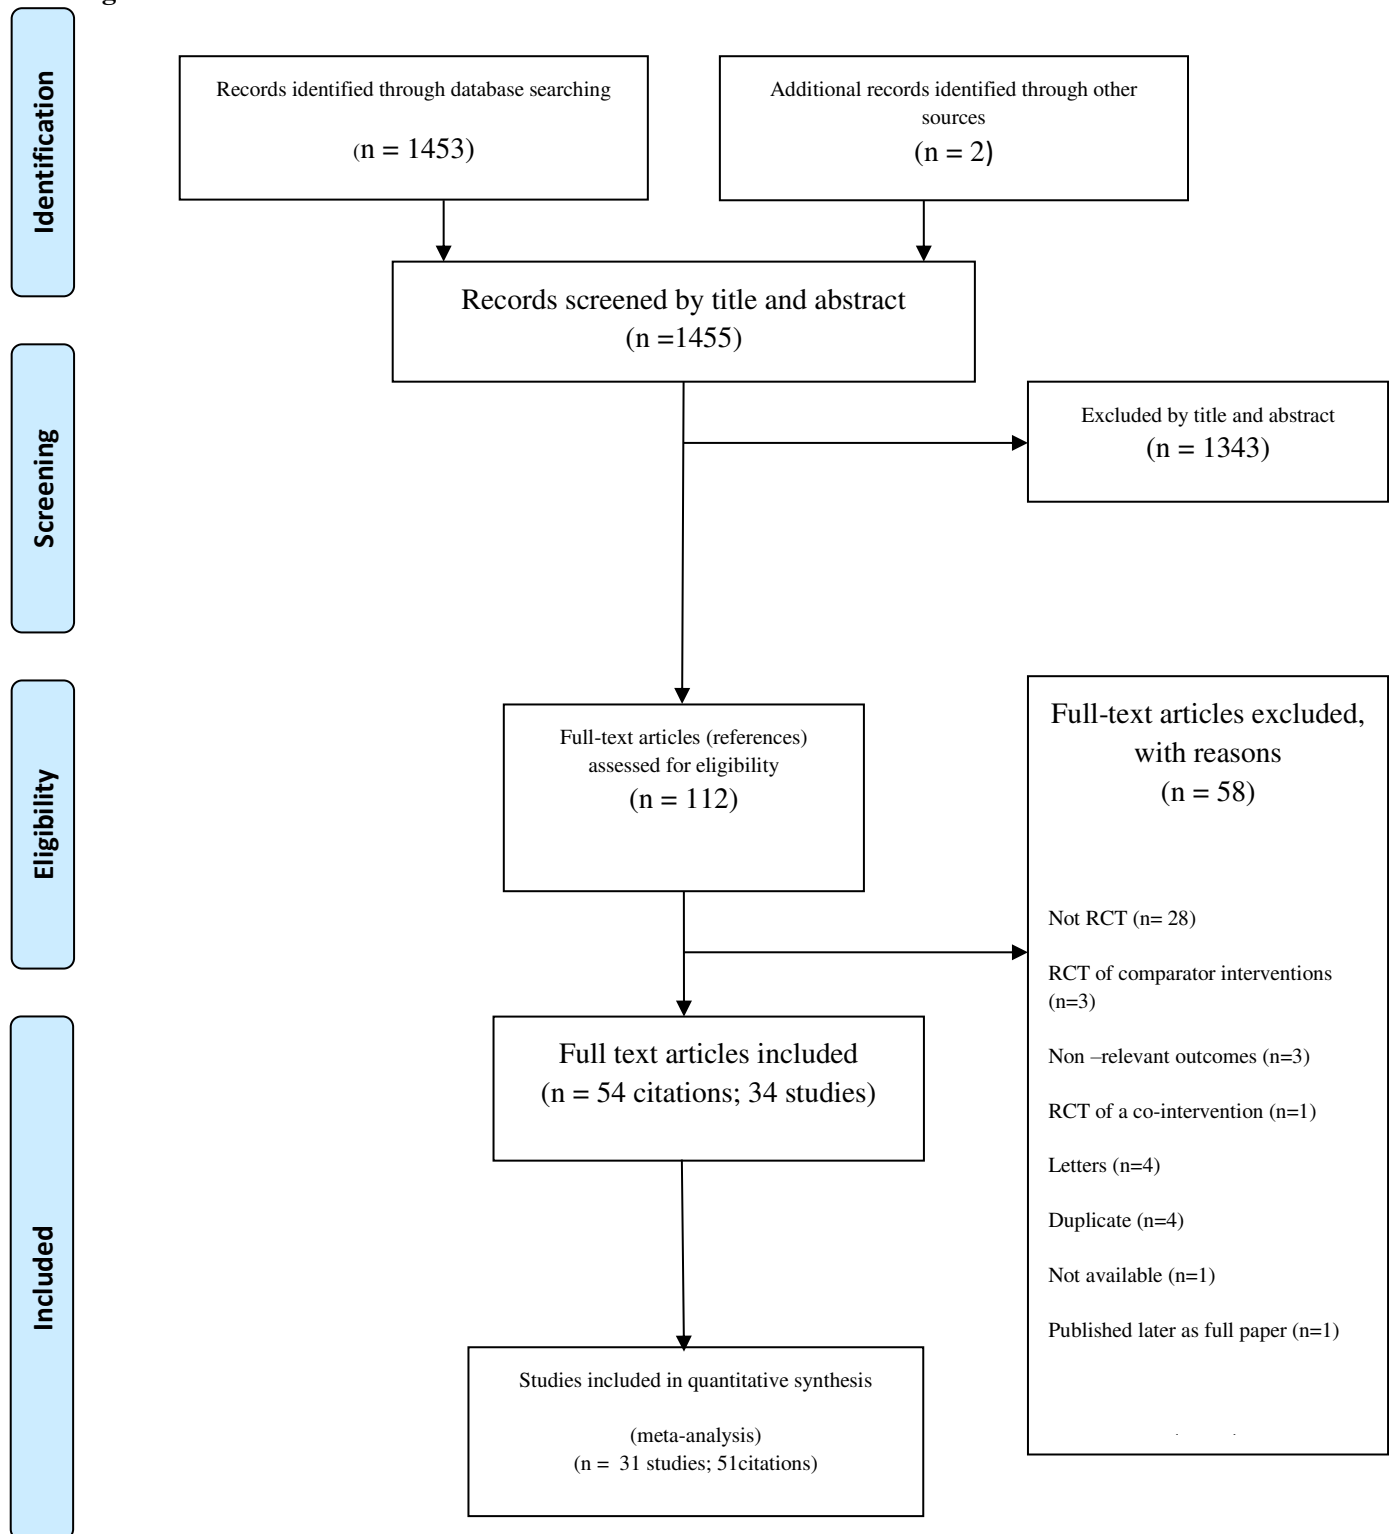 Identification
Records identified through database searching
(n = 1453)
Additional records identified through other
sources
(n = 2)
Records screened by title and abstract
(n =1455)
Screening
Excluded by title and abstract
(n = 1343)
Eligibility
Full-text articles (references)
assessed for eligibility
(n = 112)
Full-text articles excluded,
with reasons
(n = 58)
Not RCT (n= 28)
RCT of comparator interventions
(n=3)
Non –relevant outcomes (n=3)
RCT of a co-intervention (n=1)
Letters (n=4)
Duplicate (n=4)
Not available (n=1)
Published later as full paper (n=1)
Included
Full text articles included
(n = 54 citations; 34 studies)
Studies included in quantitative synthesis
(meta-analysis)
(n =  31 studies; 51citations)